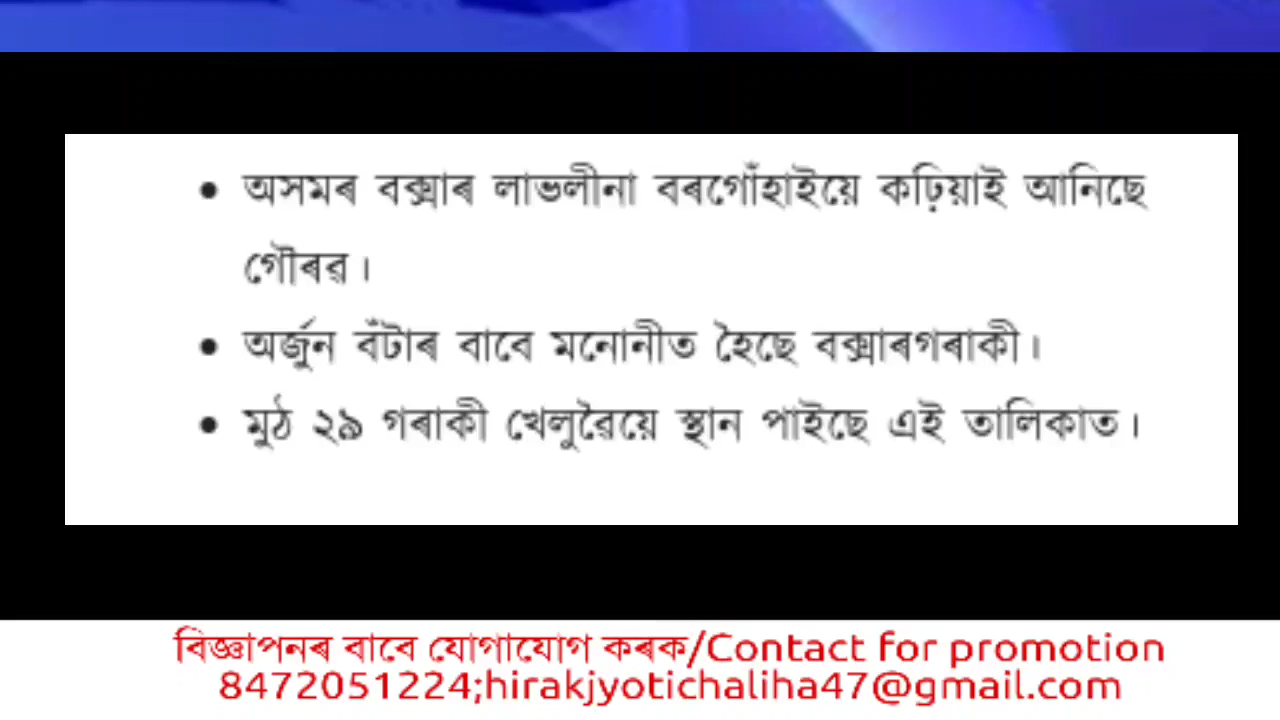 • অসমৰ বক্সাৰ লাভলীনা বৰগোঁহাইয়ে কঢ়িয়াই আনিছে
গৌৰৱ।
• অৰ্জুন বঁটাৰ বাবে মনোনীত হৈছে বক্সাৰগৰাকী।
• মুঠ ২৯ গৰাকী খেলুৱৈয়ে স্থান পাইছে এই তালিকাত।
বিজ্ঞাপনৰ বাবে যোগাযোগ কৰক/Contact for promotion
8472051224;hirakjyotichaliha47@gmail.com